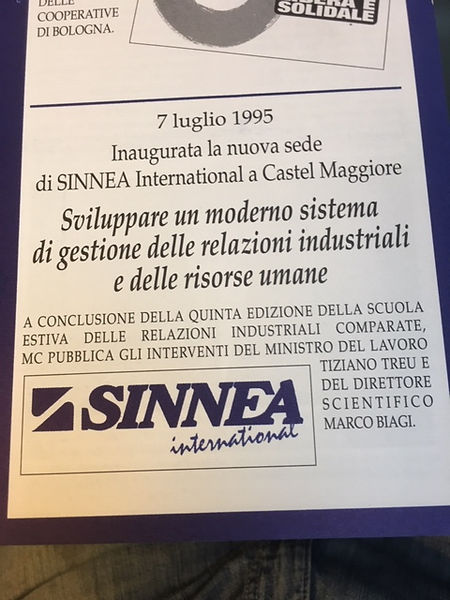 DELLE
COOPERATIVE
DI BOLOGNA.
SOLIDALE
7 luglio 1995
Inaugurata la nuova sede
di SINNEA International a Castel Maggiore
Sviluppare un moderno sistema
di gestione delle relazioni industriali
e delle risorse umane
A CONCLUSIONE DELLA QUINTA EDIZIONE DELLA SCUOLA
ESTIVA DELLE RELAZIONI INDUSTRIALI COMPARATE,
MC PUBBLICA GLI INTERVENTI DEL MINISTRO DEL LAVORO
TIZIANO TREU E
DEL DIRETTORE
SCIENTIFICO
MARCO BIAGI.
SINNEA
international